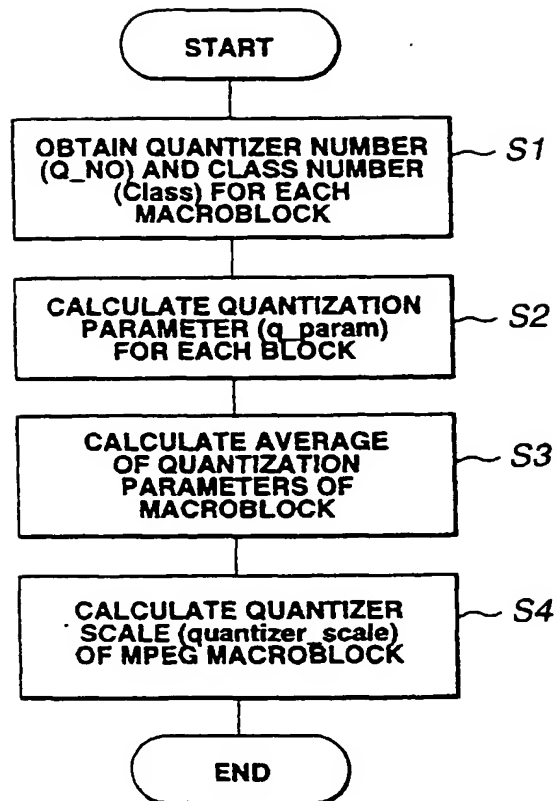 START
OBTAIN QUANTIZER NUMBER
(Q_NO) AND CLASS NUMBER
(Class) FOR EACH
MACROBLOCK
S1
CALCULATE QUANTIZATION
PARAMETER (q_param)
FOR EACH BLOCK
S2
CALCULATE AVERAGE
OF QUANTIZATION
PARAMETERS OF
MACROBLOCK
S3
CALCULATE QUANTIZER
SCALE (quantizer_scale)
OF MPEG MACROBLOCK
S4
END